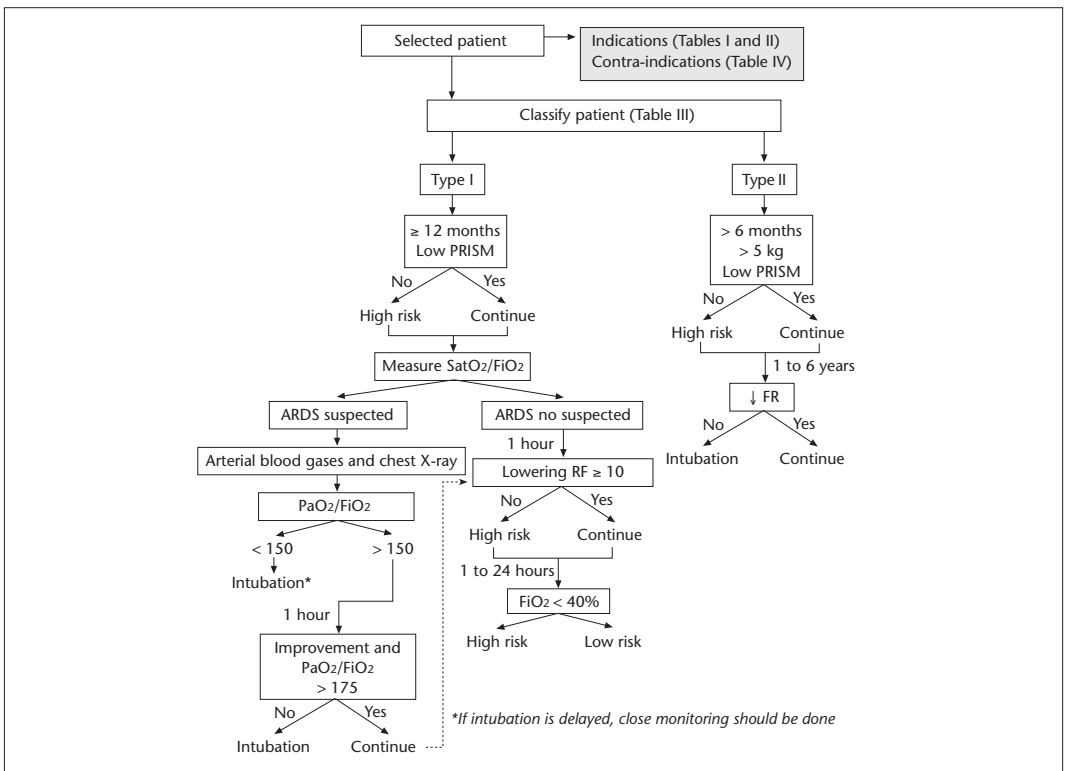 Selected patient
Indications (Tables I and II)
Contra-indications (Table IV)
Classify patient (Table III)
Type I
≥ 12 months
Low PRISM
No
Yes
High risk
Continue
Measure SatO2/FiO2
ARDS suspected
Arterial blood gases and chest X-ray
PaO2/FiO2
< 150
> 150
Intubation*
1 hour
Improvement and
PaO2/FiO2
> 175
No
Yes
Intubation
Continue
ARDS no suspected
1 hour
Lowering RF ≥ 10
No
Yes
High risk
Continue
1 to 24 hours
FiO2 < 40%
High risk
Low risk
Type II
> 6 months
> 5 kg
Low PRISM
No
Yes
High risk
Continue
1 to 6 years
↓ FR
No
Yes
Intubation
Continue
*If intubation is delayed, close monitoring should be done